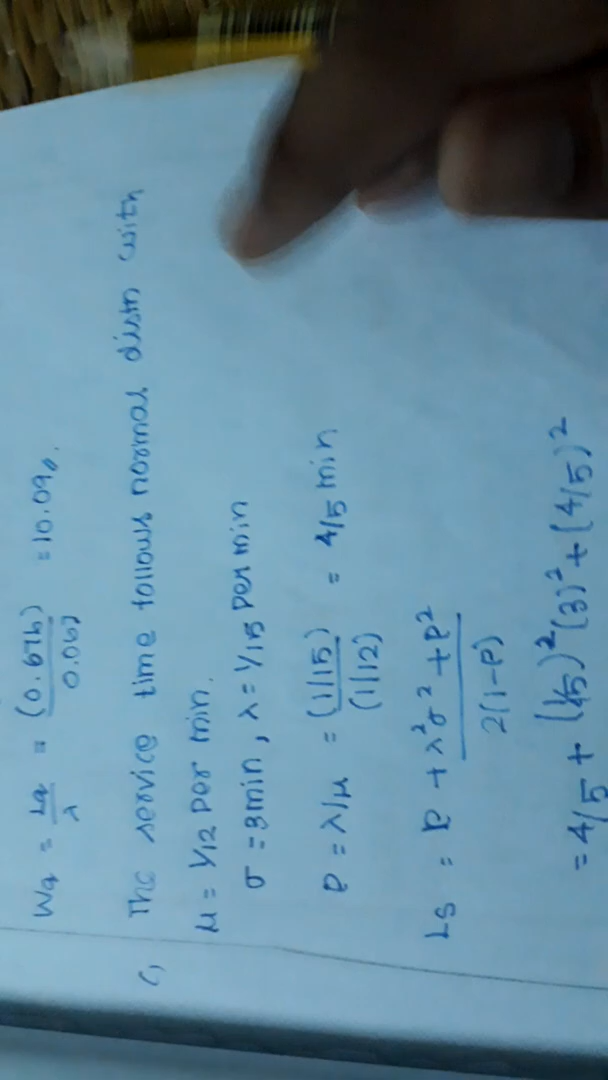 Wq = Lq/λ = (0.676)/0.067 = 10.090.
C, The service time follows normal distn with
μ = 1/12 per min.
σ = 3min, λ = 1/15 per min
ρ = λ/μ = (1/15)/(1/12) = 4/5 min
Ls = ρ + λ²σ² + ρ²/2(1-ρ)
= 4/5 + (1/5)²(3)² + (4/5)²